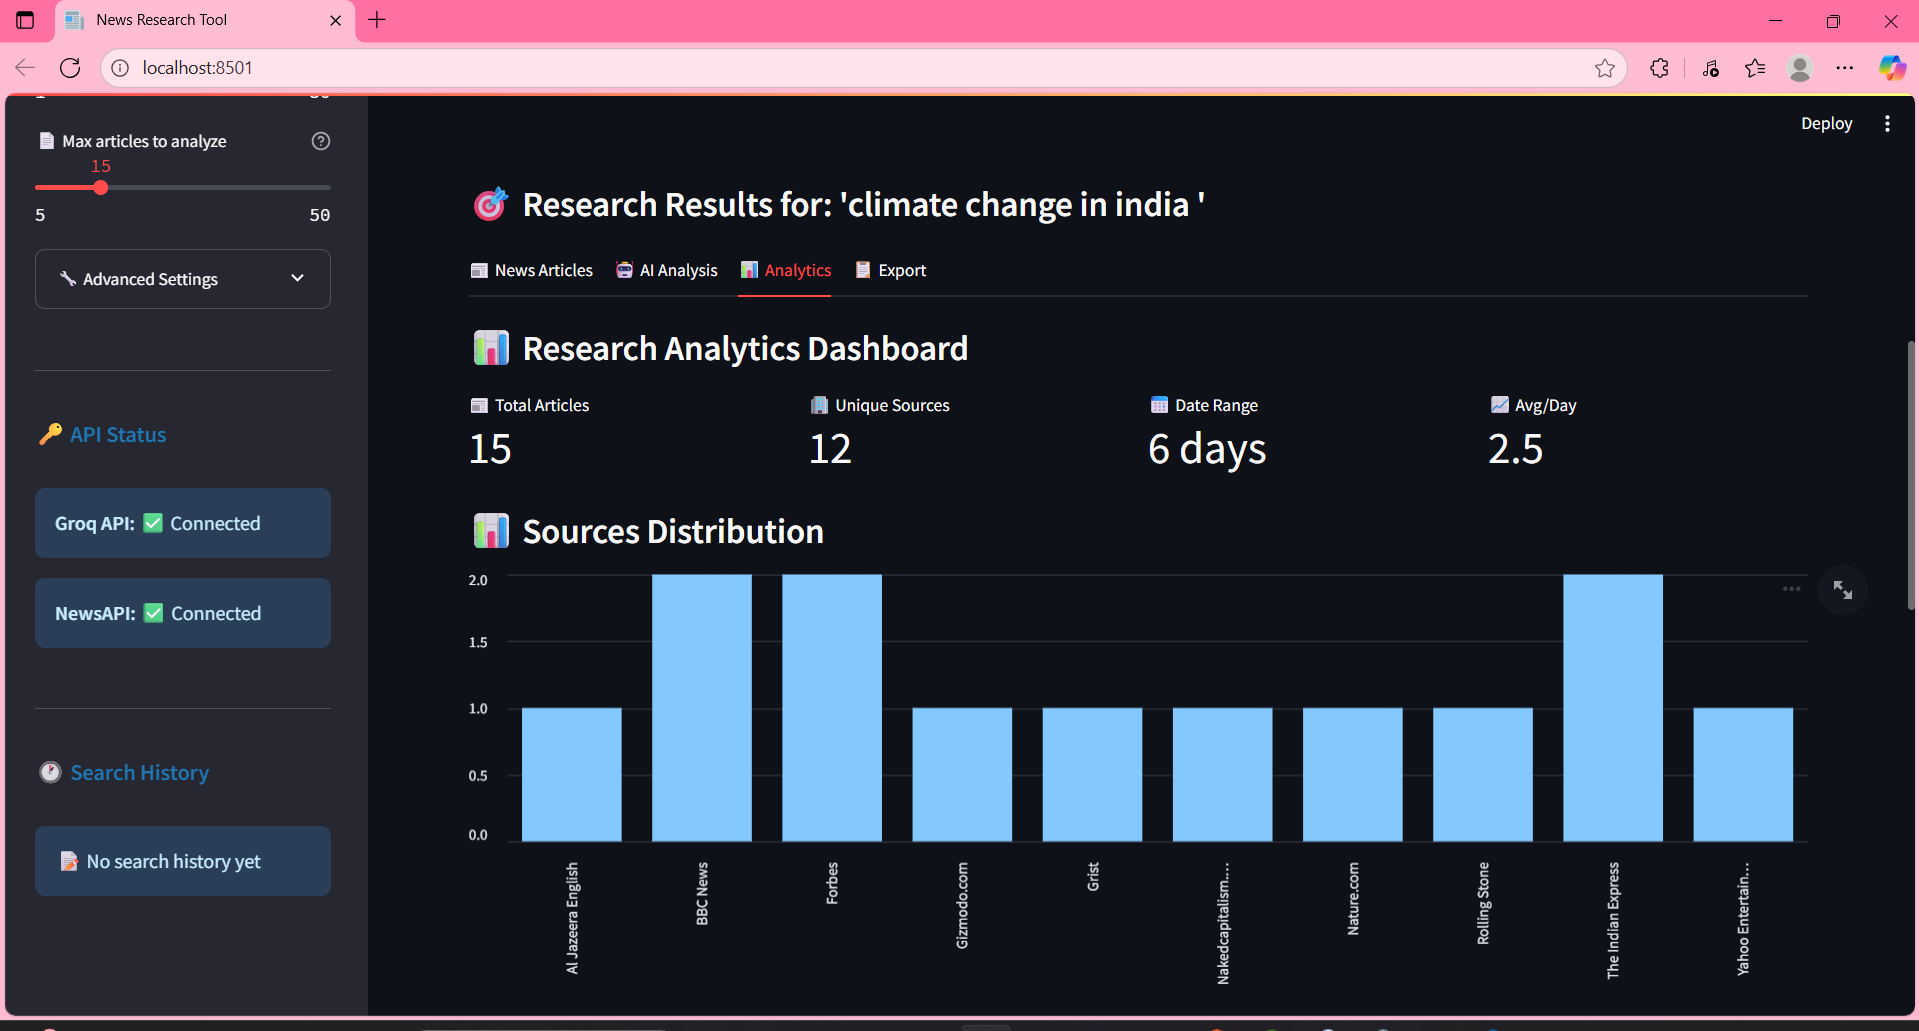 News Research Tool
localhost:8501
Deploy
Max articles to analyze
15
5 50
Advanced Settings
API Status
Groq API: ✅ Connected
NewsAPI: ✅ Connected
Search History
No search history yet
Research Results for: 'climate change in india '
News Articles AI Analysis Analytics Export
Research Analytics Dashboard
Total Articles Unique Sources Date Range Avg/Day
15 12 6 days 2.5
Sources Distribution
2.0
1.5
1.0
0.5
0.0
Al Jazeera English
BBC News
Forbes
Gizmodo.com
Grist
Nakedcapitalism.…
Nature.com
Rolling Stone
The Indian Express
Yahoo Entertain…